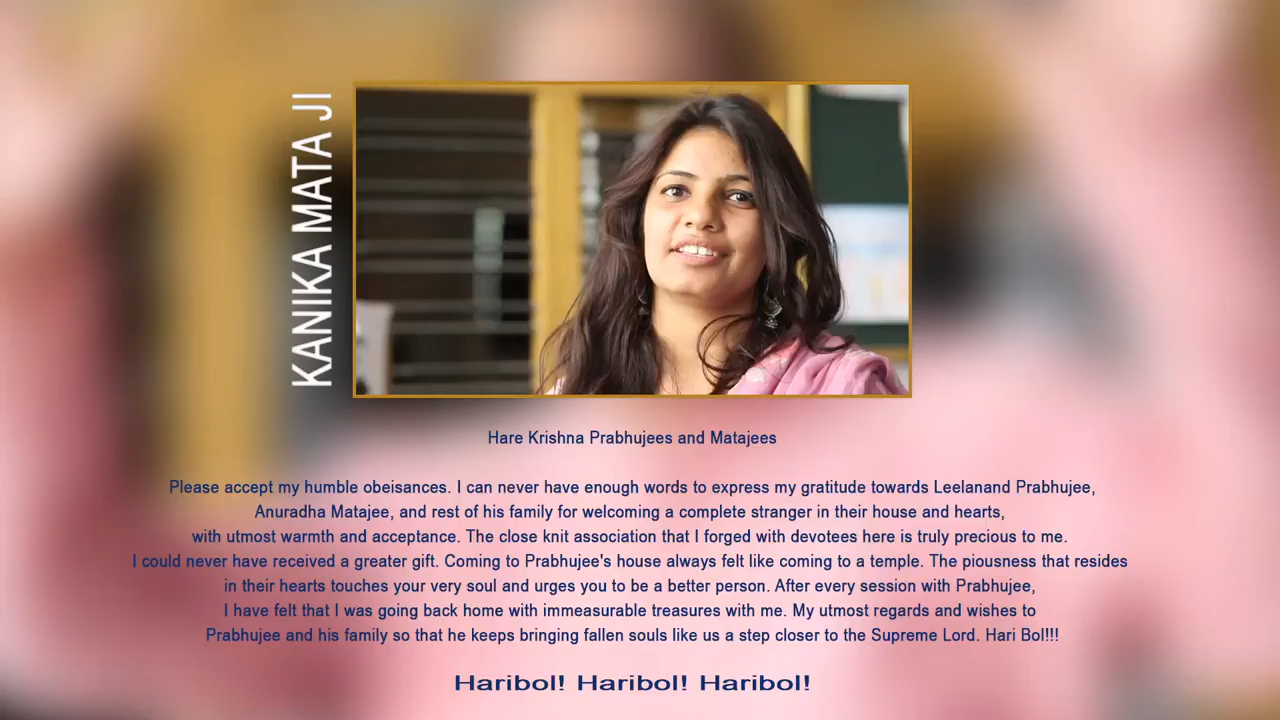 KANIKA MATA JI
Hare Krishna Prabhujees and Matajees
Please accept my humble obeisances. I can never have enough words to express my gratitude towards Leelanand Prabhujee,
Anuradha Matajee, and rest of his family for welcoming a complete stranger in their house and hearts,
with utmost warmth and acceptance. The close knit association that I forged with devotees here is truly precious to me.
I could never have received a greater gift. Coming to Prabhujee's house always felt like coming to a temple. The piousness that resides
in their hearts touches your very soul and urges you to be a better person. After every session with Prabhujee,
I have felt that I was going back home with immeasurable treasures with me. My utmost regards and wishes to
Prabhujee and his family so that he keeps bringing fallen souls like us a step closer to the Supreme Lord. Hari Bol!!!
Haribol! Haribol! Haribol!